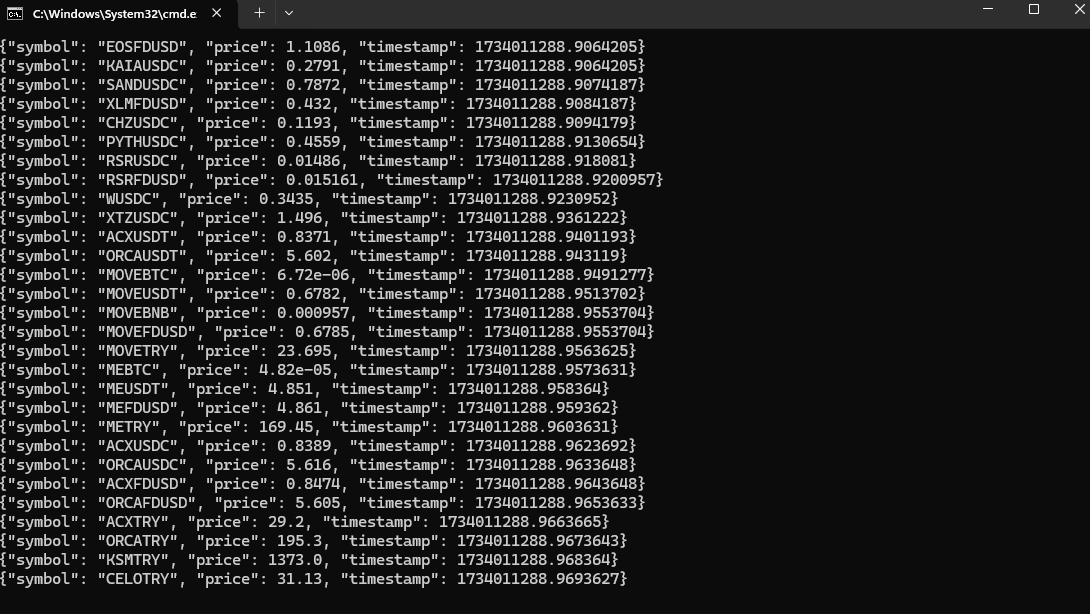 C:\Windows\System32\cmd.e
{"symbol": "EOSFDUSD", "price": 1.1086, "timestamp": 1734011288.9064205}
{"symbol": "KAIAUSDC", "price": 0.2791, "timestamp": 1734011288.9064205}
{"symbol": "SANDUSDC", "price": 0.7872, "timestamp": 1734011288.9074187}
{"symbol": "XLMFDUSD", "price": 0.432, "timestamp": 1734011288.9084187}
{"symbol": "CHZUSDC", "price": 0.1193, "timestamp": 1734011288.9094179}
{"symbol": "PYTHUSDC", "price": 0.4559, "timestamp": 1734011288.9130654}
{"symbol": "RSRUSDC", "price": 0.01486, "timestamp": 1734011288.918081}
{"symbol": "RSRFDUSD", "price": 0.015161, "timestamp": 1734011288.9200957}
{"symbol": "WUSDC", "price": 0.3435, "timestamp": 1734011288.9230952}
{"symbol": "XTZUSDC", "price": 1.496, "timestamp": 1734011288.9361222}
{"symbol": "ACXUSDT", "price": 0.8371, "timestamp": 1734011288.9401193}
{"symbol": "ORCAUSDT", "price": 5.602, "timestamp": 1734011288.943119}
{"symbol": "MOVEBTC", "price": 6.72e-06, "timestamp": 1734011288.9491277}
{"symbol": "MOVEUSDT", "price": 0.6782, "timestamp": 1734011288.9513702}
{"symbol": "MOVEBNB", "price": 0.000957, "timestamp": 1734011288.9553704}
{"symbol": "MOVEFDUSD", "price": 0.6785, "timestamp": 1734011288.9553704}
{"symbol": "MOVETRY", "price": 23.695, "timestamp": 1734011288.9563625}
{"symbol": "MEBTC", "price": 4.82e-05, "timestamp": 1734011288.9573631}
{"symbol": "MEUSDT", "price": 4.851, "timestamp": 1734011288.958364}
{"symbol": "MEFDUSD", "price": 4.861, "timestamp": 1734011288.959362}
{"symbol": "METRY", "price": 169.45, "timestamp": 1734011288.9603631}
{"symbol": "ACXUSDC", "price": 0.8389, "timestamp": 1734011288.9623692}
{"symbol": "ORCAUSDC", "price": 5.616, "timestamp": 1734011288.9633648}
{"symbol": "ACXFDUSD", "price": 0.8474, "timestamp": 1734011288.9643648}
{"symbol": "ORCAFDUSD", "price": 5.605, "timestamp": 1734011288.9653633}
{"symbol": "ACXTRY", "price": 29.2, "timestamp": 1734011288.9663665}
{"symbol": "ORCATRY", "price": 195.3, "timestamp": 1734011288.9673643}
{"symbol": "KSMTRY", "price": 1373.0, "timestamp": 1734011288.968364}
{"symbol": "CELOTRY", "price": 31.13, "timestamp": 1734011288.9693627}